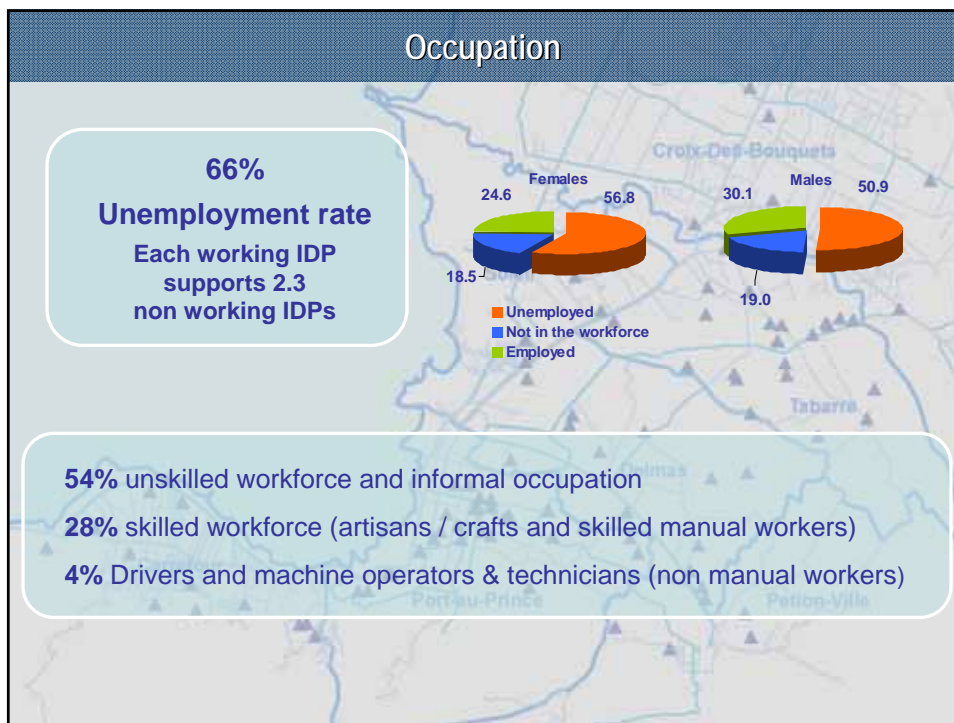 Occupation
66%
Unemployment rate
Each working IDP
supports 2.3
non working IDPs
Croix-Des-Bouquets
Females
24.6
56.8
18.5
Males
30.1
50.9
19.0
Unemployed
Not in the workforce
Employed
Tabarre
Delmas
54% unskilled workforce and informal occupation
28% skilled workforce (artisans / crafts and skilled manual workers)
4% Drivers and machine operators & technicians (non manual workers)
Carrefour
Port-au-Prince
Petion-Ville